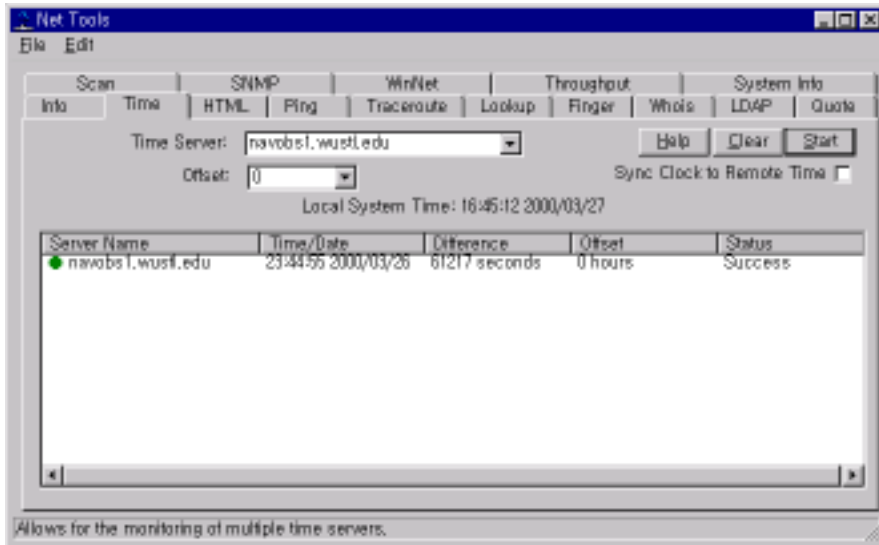 Net Tools
File Edit
Scan SNMP WinNet Throughput System Info
Info Time HTML Ping Traceroute Lookup Finger Whois LDAP Quote
Time Server: navobs1.wustl.edu Help Clear Start
Offset: 0 Sync Clock to Remote Time
Local System Time: 16:45:12 2000/03/27
Server Name Time/Date Difference Offset Status
navobs1.wustl.edu 23:44:55 2000/03/26 61217 seconds 0 hours Success
Allows for the monitoring of multiple time servers.